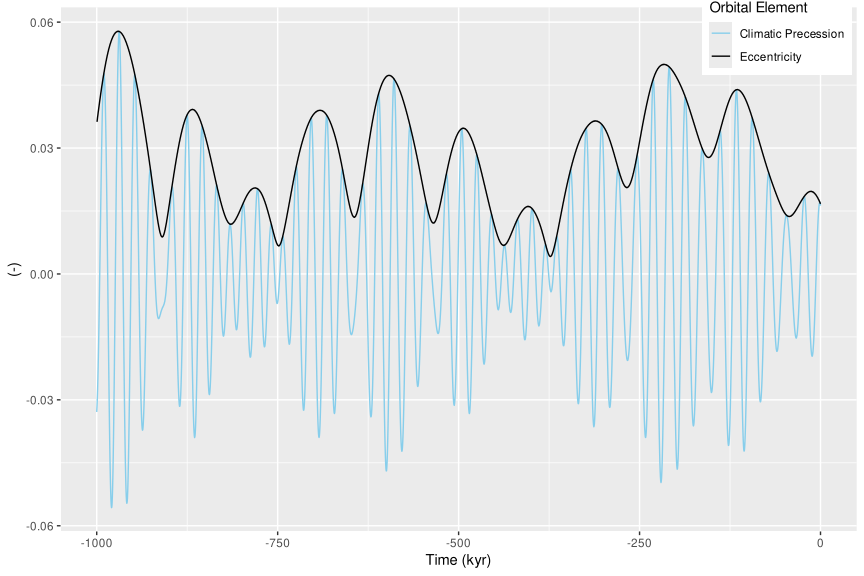 Orbital Element
Climatic Precession
Eccentricity
0.06
0.03
0.00
-0.03
-0.06
(-)
-1000
-750
-500
-250
0
Time (kyr)